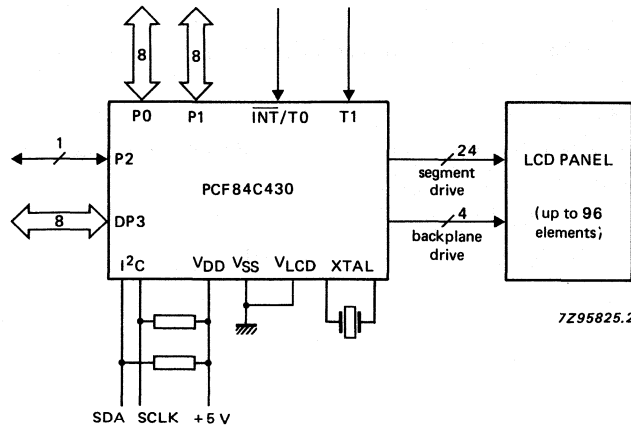 8
8
P0 P1 INT/T0 T1
1
P2
PCF84C430
24
segment
drive
LCD PANEL
8
DP3
4
backplane
drive
(up to 96
elements)
I²C VDD VSS VLCD XTAL
7Z95825.2
SDA SCLK +5 V